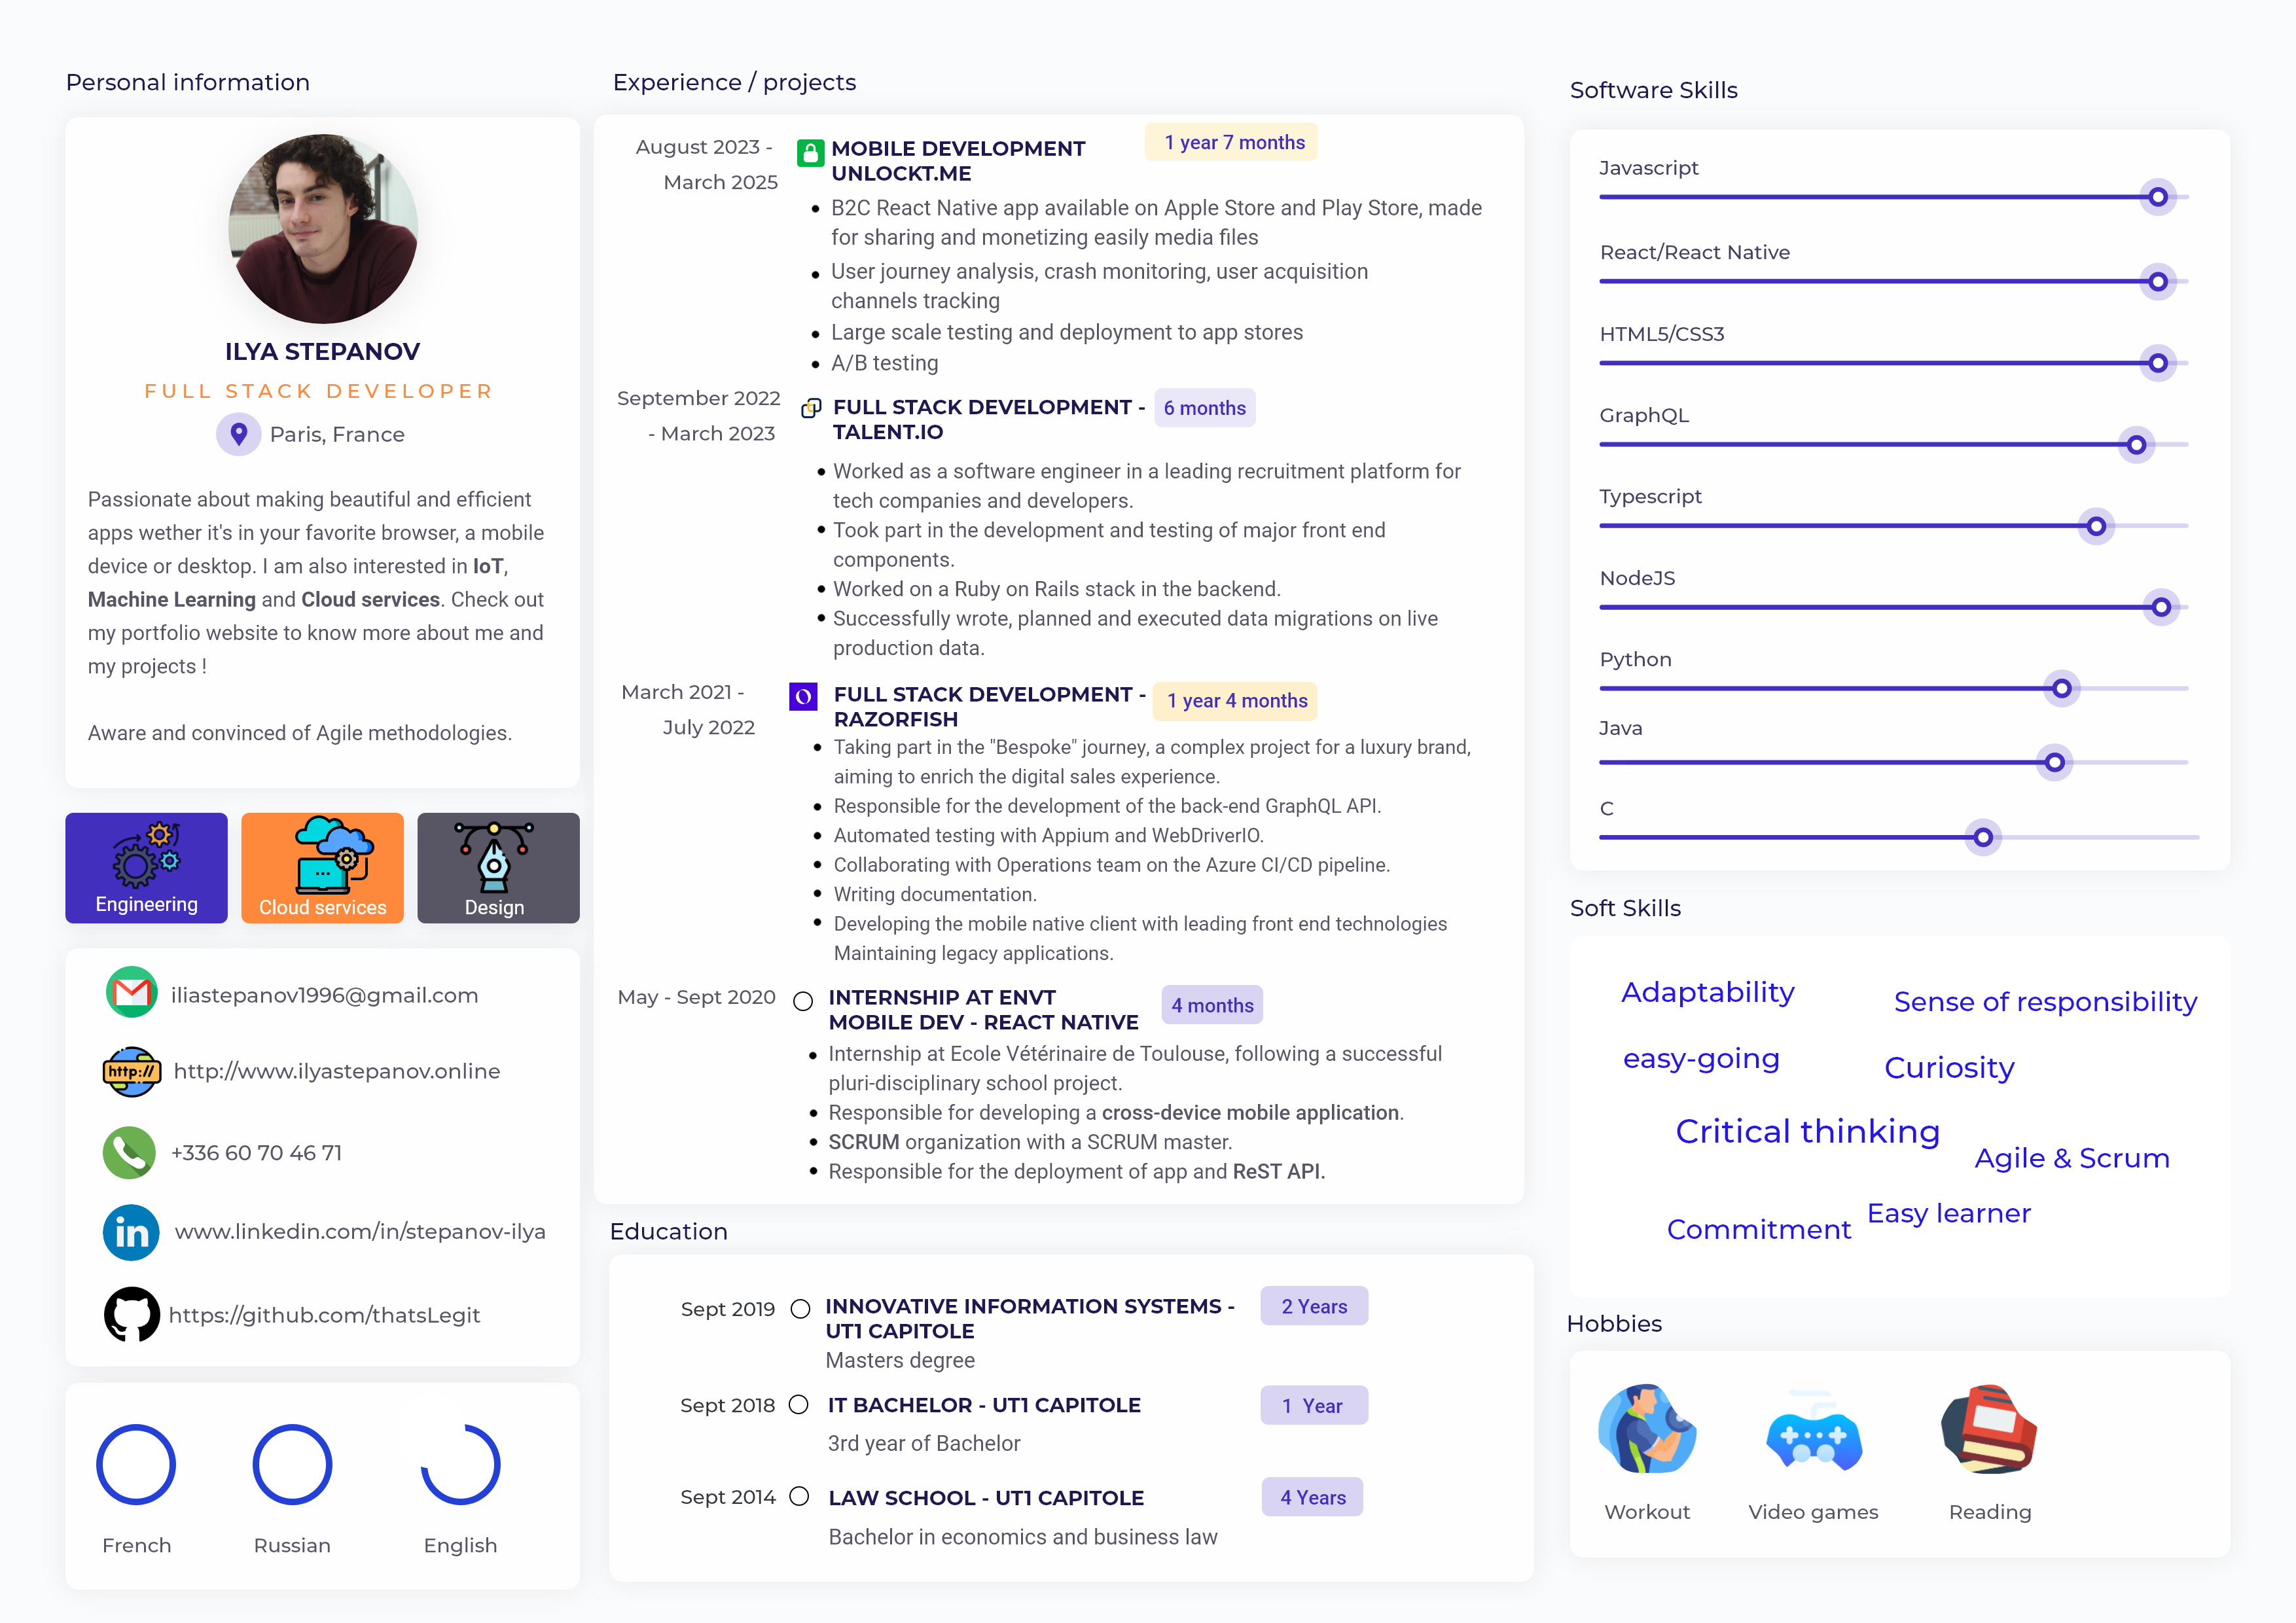 Personal information
ILYA STEPANOV
FULL STACK DEVELOPER
Paris, France
Passionate about making beautiful and efficient
apps wether it's in your favorite browser, a mobile
device or desktop. I am also interested in IoT,
Machine Learning and Cloud services. Check out
my portfolio website to know more about me and
my projects !
Aware and convinced of Agile methodologies.
Engineering
Cloud services
Design
iliastepanov1996@gmail.com
http://
http://www.ilyastepanov.online
+336 60 70 46 71
in
www.linkedin.com/in/stepanov-ilya
https://github.com/thatsLegit
French
Russian
English
Experience / projects
August 2023 -
March 2025
MOBILE DEVELOPMENT
UNLOCKT.ME
1 year 7 months
B2C React Native app available on Apple Store and Play Store, made
for sharing and monetizing easily media files
User journey analysis, crash monitoring, user acquisition
channels tracking
Large scale testing and deployment to app stores
A/B testing
September 2022
- March 2023
FULL STACK DEVELOPMENT -
TALENT.IO
6 months
Worked as a software engineer in a leading recruitment platform for
tech companies and developers.
Took part in the development and testing of major front end
components.
Worked on a Ruby on Rails stack in the backend.
Successfully wrote, planned and executed data migrations on live
production data.
March 2021 -
July 2022
FULL STACK DEVELOPMENT -
RAZORFISH
1 year 4 months
Taking part in the "Bespoke" journey, a complex project for a luxury brand,
aiming to enrich the digital sales experience.
Responsible for the development of the back-end GraphQL API.
Automated testing with Appium and WebDriverIO.
Collaborating with Operations team on the Azure CI/CD pipeline.
Writing documentation.
Developing the mobile native client with leading front end technologies
Maintaining legacy applications.
May - Sept 2020
INTERNSHIP AT ENVT
MOBILE DEV - REACT NATIVE
4 months
Internship at Ecole Vétérinaire de Toulouse, following a successful
pluri-disciplinary school project.
Responsible for developing a cross-device mobile application.
SCRUM organization with a SCRUM master.
Responsible for the deployment of app and ReST API.
Education
Sept 2019
INNOVATIVE INFORMATION SYSTEMS -
UT1 CAPITOLE
2 Years
Masters degree
Sept 2018
IT BACHELOR - UT1 CAPITOLE
1 Year
3rd year of Bachelor
Sept 2014
LAW SCHOOL - UT1 CAPITOLE
4 Years
Bachelor in economics and business law
Software Skills
Javascript
React/React Native
HTML5/CSS3
GraphQL
Typescript
NodeJS
Python
Java
C
Soft Skills
Adaptability
Sense of responsibility
easy-going
Curiosity
Critical thinking
Agile & Scrum
Easy learner
Commitment
Hobbies
Workout
Video games
Reading